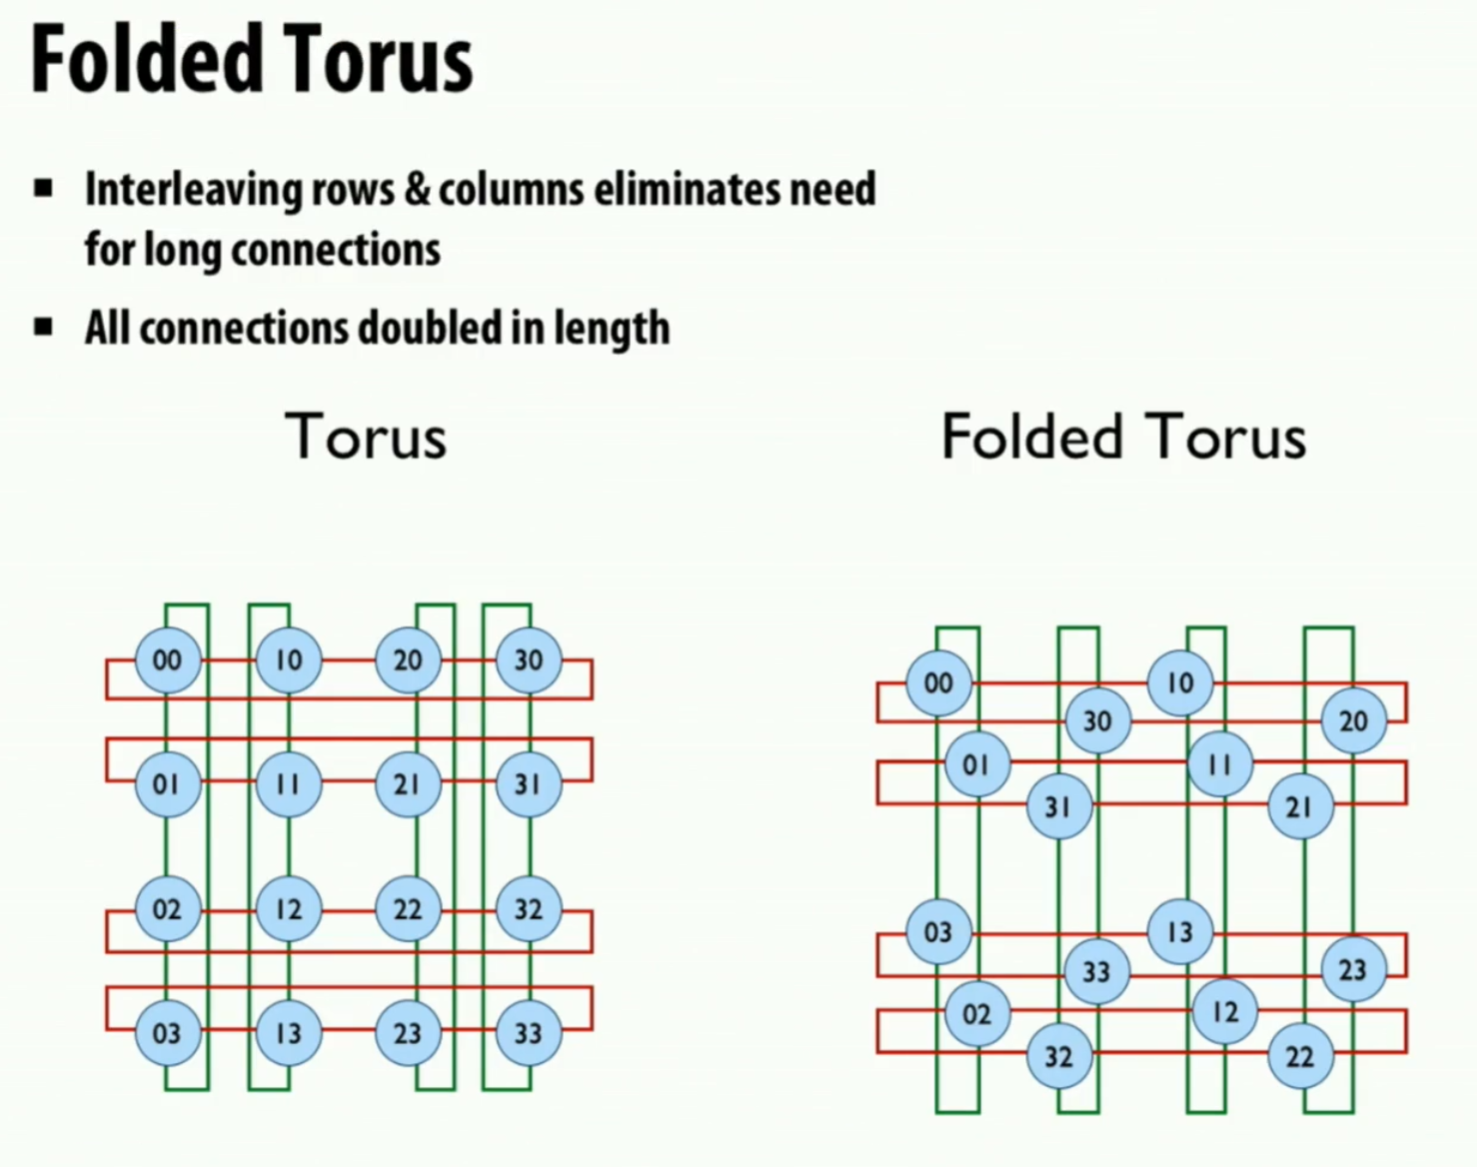 Folded Torus
▪ Interleaving rows & columns eliminates need
for long connections
▪ All connections doubled in length
Torus
00 10 20 30
01 11 21 31
02 12 22 32
03 13 23 33
Folded Torus
00 10
30 20
01 11
31 21
03 13
33 23
02 12
32 22